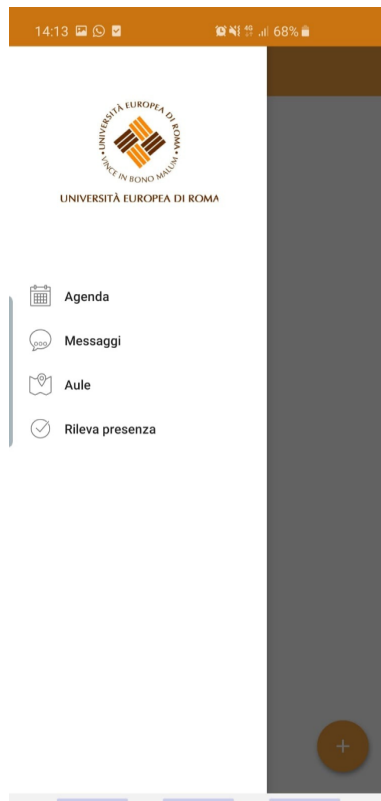 14:13 4G 68%
UNIVERSITÀ EUROPEA DI ROMA
VINCE IN BONO MALUM
UNIVERSITÀ EUROPEA DI ROMA
Agenda
Messaggi
Aule
Rileva presenza
+